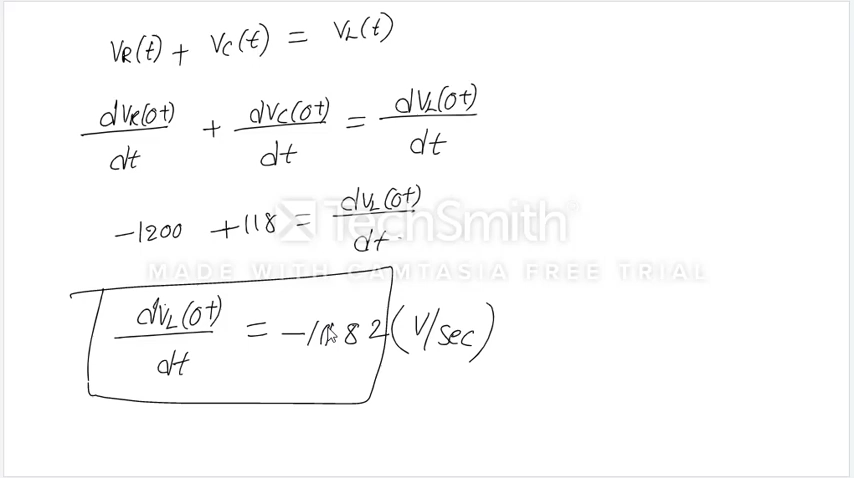 VR(t) + VC(t) = VL(t)
dVR(0+)/dt + dVC(0+)/dt = dVL(0+)/dt
-1200 + 118 = dVL(0+)/dt
TechSmith
MADE WITH CAMTASIA FREE TRIAL
dVL(0+)/dt = -1082 (V/sec)